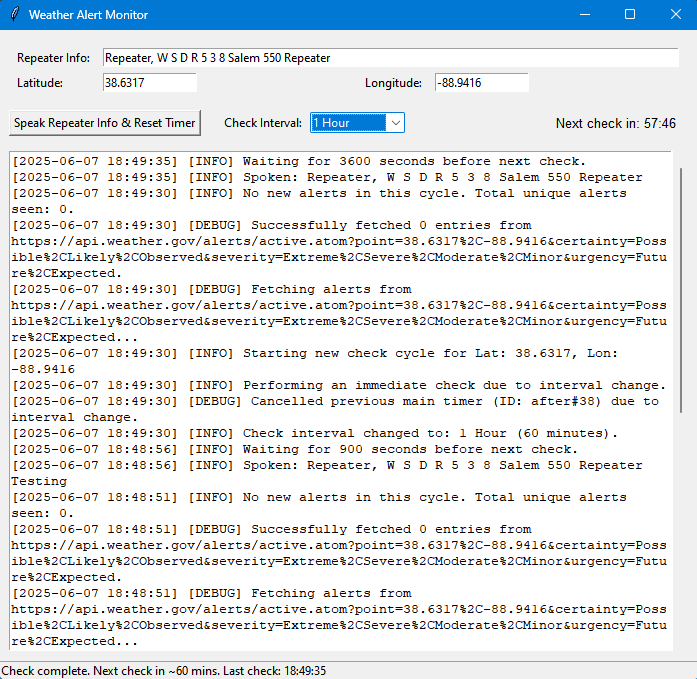 Weather Alert Monitor
Repeater Info: Repeater, W S D R 5 3 8 Salem 550 Repeater
Latitude: 38.6317 Longitude: -88.9416
Speak Repeater Info & Reset Timer Check Interval: 1 Hour Next check in: 57:46
[2025-06-07 18:49:35] [INFO] Waiting for 3600 seconds before next check.
[2025-06-07 18:49:35] [INFO] Spoken: Repeater, W S D R 5 3 8 Salem 550 Repeater
[2025-06-07 18:49:30] [INFO] No new alerts in this cycle. Total unique alerts
seen: 0.
[2025-06-07 18:49:30] [DEBUG] Successfully fetched 0 entries from
https://api.weather.gov/alerts/active.atom?point=38.6317%2C-88.9416&certainty=Poss
ible%2CLikely%2CObserved&severity=Extreme%2CSevere%2CModerate%2CMinor&urgency=Futu
re%2CExpected.
[2025-06-07 18:49:30] [DEBUG] Fetching alerts from
https://api.weather.gov/alerts/active.atom?point=38.6317%2C-88.9416&certainty=Poss
ible%2CLikely%2CObserved&severity=Extreme%2CSevere%2CModerate%2CMinor&urgency=Futu
re%2CExpected...
[2025-06-07 18:49:30] [INFO] Starting new check cycle for Lat: 38.6317, Lon:
-88.9416
[2025-06-07 18:49:30] [INFO] Performing an immediate check due to interval change.
[2025-06-07 18:49:30] [DEBUG] Cancelled previous main timer (ID: after#38) due to
interval change.
[2025-06-07 18:49:30] [INFO] Check interval changed to: 1 Hour (60 minutes).
[2025-06-07 18:48:56] [INFO] Waiting for 900 seconds before next check.
[2025-06-07 18:48:56] [INFO] Spoken: Repeater, W S D R 5 3 8 Salem 550 Repeater
Testing
[2025-06-07 18:48:51] [INFO] No new alerts in this cycle. Total unique alerts
seen: 0.
[2025-06-07 18:48:51] [DEBUG] Successfully fetched 0 entries from
https://api.weather.gov/alerts/active.atom?point=38.6317%2C-88.9416&certainty=Poss
ible%2CLikely%2CObserved&severity=Extreme%2CSevere%2CModerate%2CMinor&urgency=Futu
re%2CExpected.
[2025-06-07 18:48:51] [DEBUG] Fetching alerts from
https://api.weather.gov/alerts/active.atom?point=38.6317%2C-88.9416&certainty=Poss
ible%2CLikely%2CObserved&severity=Extreme%2CSevere%2CModerate%2CMinor&urgency=Futu
re%2CExpected...
Check complete. Next check in ~60 mins. Last check: 18:49:35